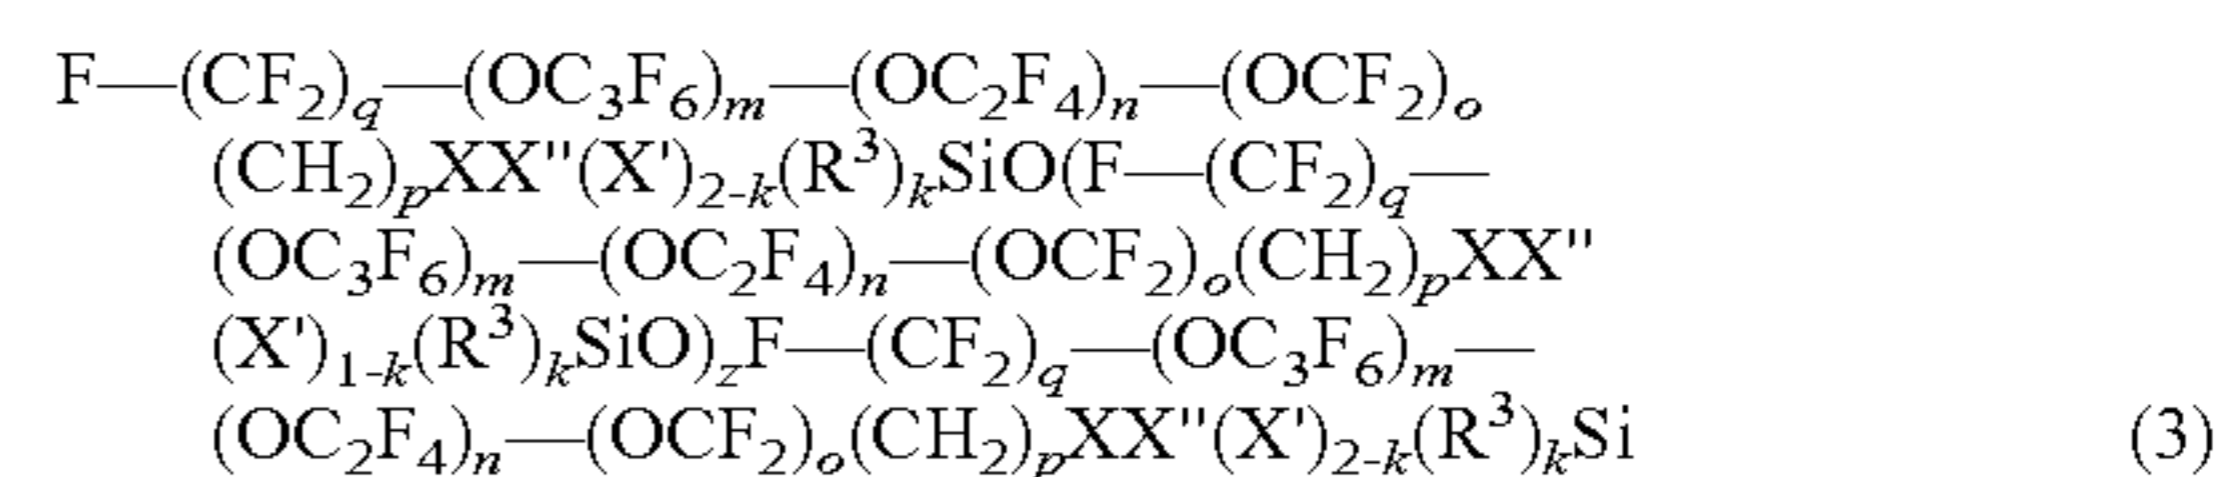 F—(CF₂)q—(OC₃F₆)m—(OC₂F₄)n—(OCF₂)o
(CH₂)pXX"(X')₂₋k(R³)kSiO(F—(CF₂)q—
(OC₃F₆)m—(OC₂F₄)n—(OCF₂)o(CH₂)pXX"
(X')₁₋k(R³)kSiO)zF—(CF₂)q—(OC₃F₆)m—
(OC₂F₄)n—(OCF₂)o(CH₂)pXX"(X')₂₋k(R³)kSi (3)